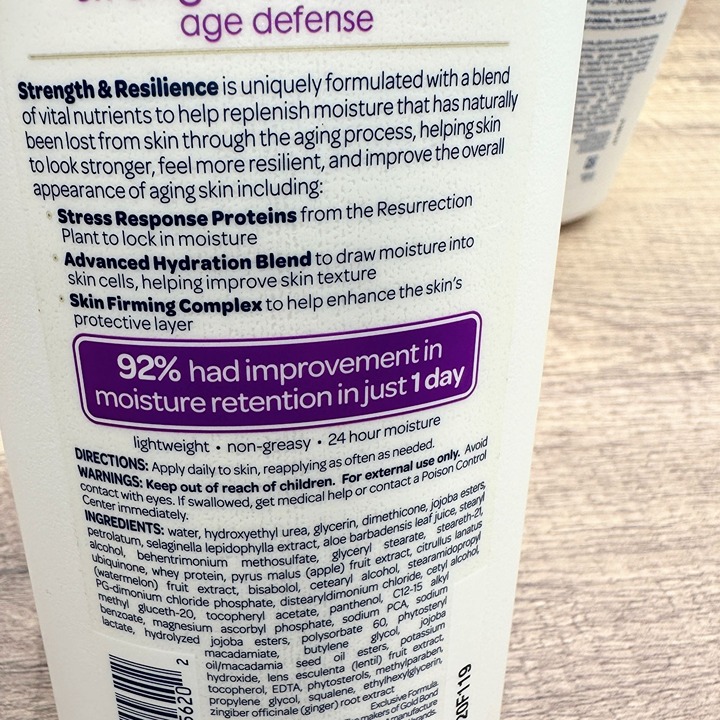 age defense
Strength & Resilience is uniquely formulated with a blend
of vital nutrients to help replenish moisture that has naturally
been lost from skin through the aging process, helping skin
to look stronger, feel more resilient, and improve the overall
appearance of aging skin including:
• Stress Response Proteins from the Resurrection
Plant to lock in moisture
• Advanced Hydration Blend to draw moisture into
skin cells, helping improve skin texture
• Skin Firming Complex to help enhance the skin's
protective layer
92% had improvement in
moisture retention in just 1 day
lightweight • non-greasy • 24 hour moisture
DIRECTIONS: Apply daily to skin, reapplying as often as needed.
WARNINGS: Keep out of reach of children. For external use only. Avoid
contact with eyes. If swallowed, get medical help or contact a Poison Control
Center immediately.
INGREDIENTS: water, hydroxyethyl urea, glycerin, dimethicone, jojoba esters,
petrolatum, selaginella lepidophylla extract, aloe barbadensis leaf juice, stearyl
alcohol, behentrimonium methosulfate, glyceryl stearate, steareth-21,
ubiquinone, whey protein, pyrus malus (apple) fruit extract, citrullus lanatus
(watermelon) fruit extract, bisabolol, cetearyl alcohol, stearamidopropyl
PG-dimonium chloride phosphate, distearyldimonium chloride, cetyl alcohol,
methyl gluceth-20, tocopheryl acetate, panthenol, C12-15 alkyl
benzoate, magnesium ascorbyl phosphate, sodium PCA, sodium
lactate, hydrolyzed jojoba esters, polysorbate 60, phytosteryl
macadamiate, butylene glycol, jojoba
oil/macadamia seed oil esters, potassium
hydroxide, lens esculenta (lentil) fruit extract,
tocopherol, EDTA, phytosterols, methylparaben,
propylene glycol, squalene, ethylhexylglycerin,
zingiber officinale (ginger) root extract
Exclusive Formula.
makers of Gold Bond
manufacture
brands.
5620 2
20F119